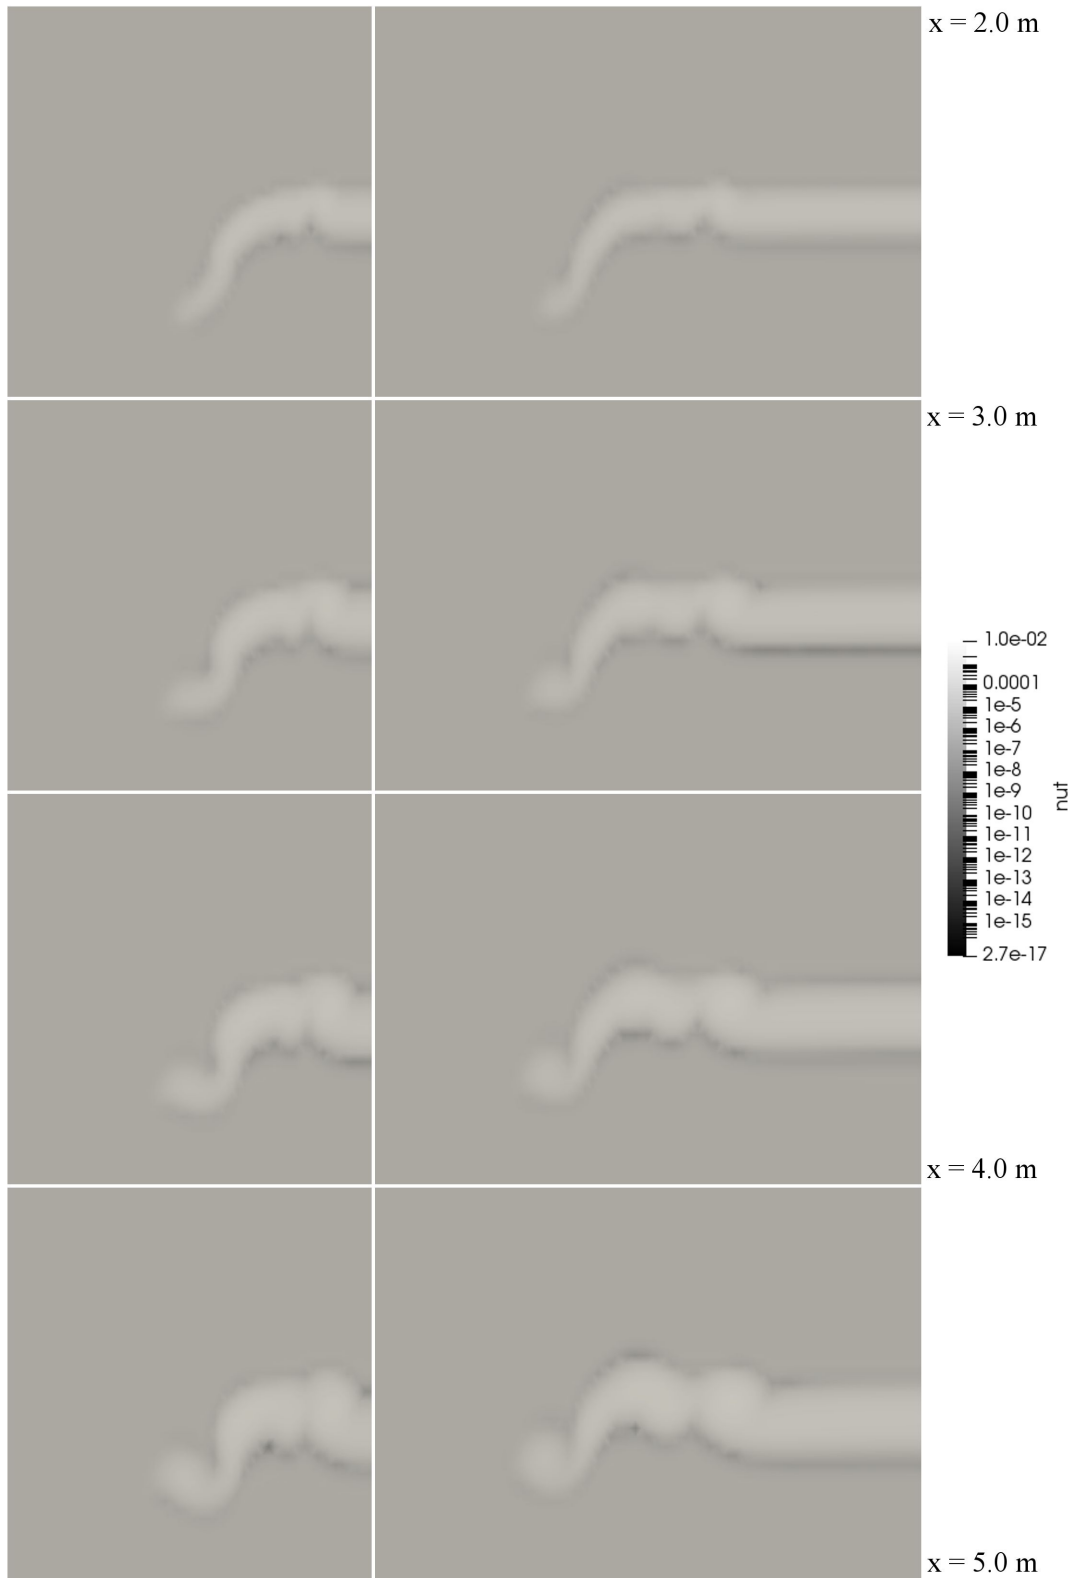 x = 2.0 m
x = 3.0 m
1.0e-02
0.0001
1e-5
1e-6
1e-7
1e-8
1e-9
1e-10
1e-11
1e-12
1e-13
1e-14
1e-15
2.7e-17
nut
x = 4.0 m
x = 5.0 m